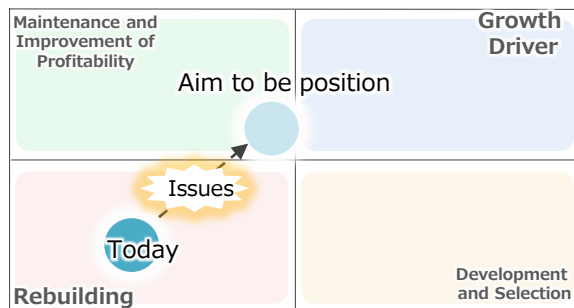 Maintenance and
Improvement of
Profitability
Growth
Driver
Aim to be position
Issues
Today
Rebuilding
Development
and Selection